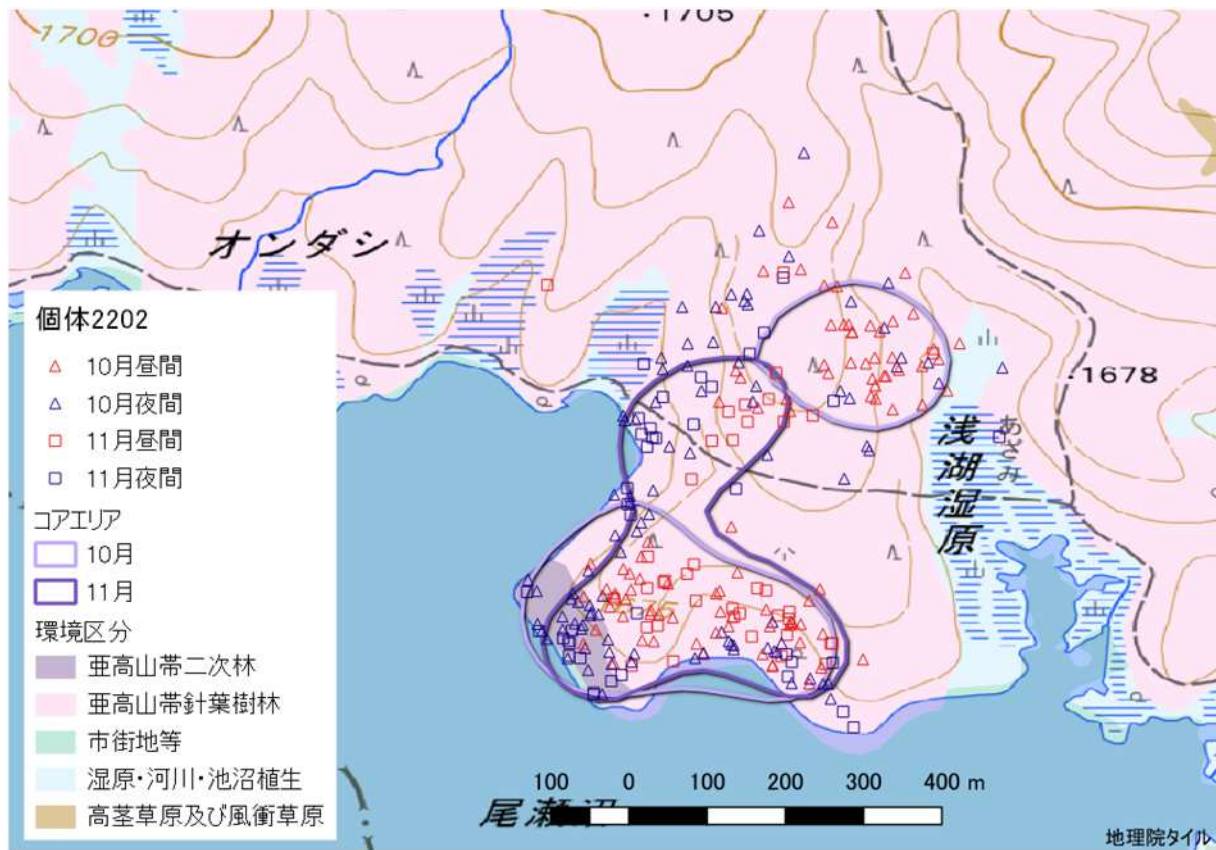 1700
・1705
オンダシ
・1678
浅湖湿原
あざみ
個体2202
10月昼間
10月夜間
11月昼間
11月夜間
コアエリア
10月
11月
環境区分
亜高山帯二次林
亜高山帯針葉樹林
市街地等
湿原・河川・池沼植生
高茎草原及び風衝草原
尾瀬沼
100 0 100 200 300 400 m
地理院タイル